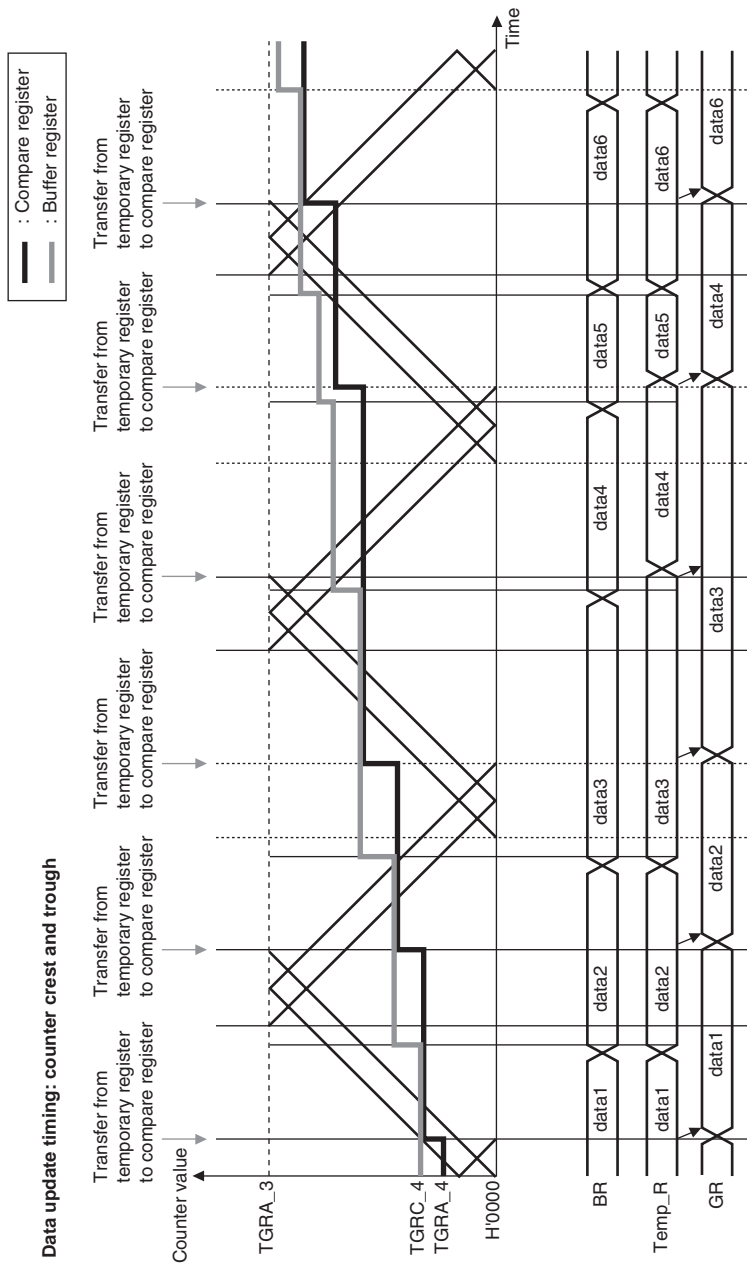 Data update timing: counter crest and trough
: Compare register
: Buffer register
Transfer from
temporary register
to compare register
Transfer from
temporary register
to compare register
Transfer from
temporary register
to compare register
Transfer from
temporary register
to compare register
Transfer from
temporary register
to compare register
Transfer from
temporary register
to compare register
Counter value
TGRA_3
TGRC_4
TGRA_4
H'0000
Time
BR
data1
data2
data3
data4
data5
data6
Temp_R
data1
data2
data3
data4
data5
data6
GR
data1
data2
data3
data4
data6